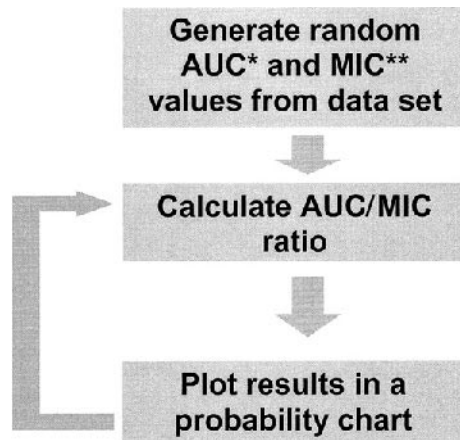 Generate random
AUC* and MIC**
values from data set
Calculate AUC/MIC
ratio
Plot results in a
probability chart